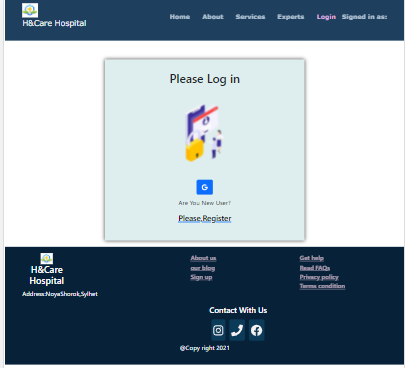 H&Care Hospital
Home About Services Experts Login Signed in as:
Please Log in
G
Are You New User?
Please,Register
H&Care
Hospital
Address:NoyaShorok,Sylhet
About us
our blog
Sign up
Get help
Read FAQs
Privacy policy
Terms condition
Contact With Us
@Copy right 2021